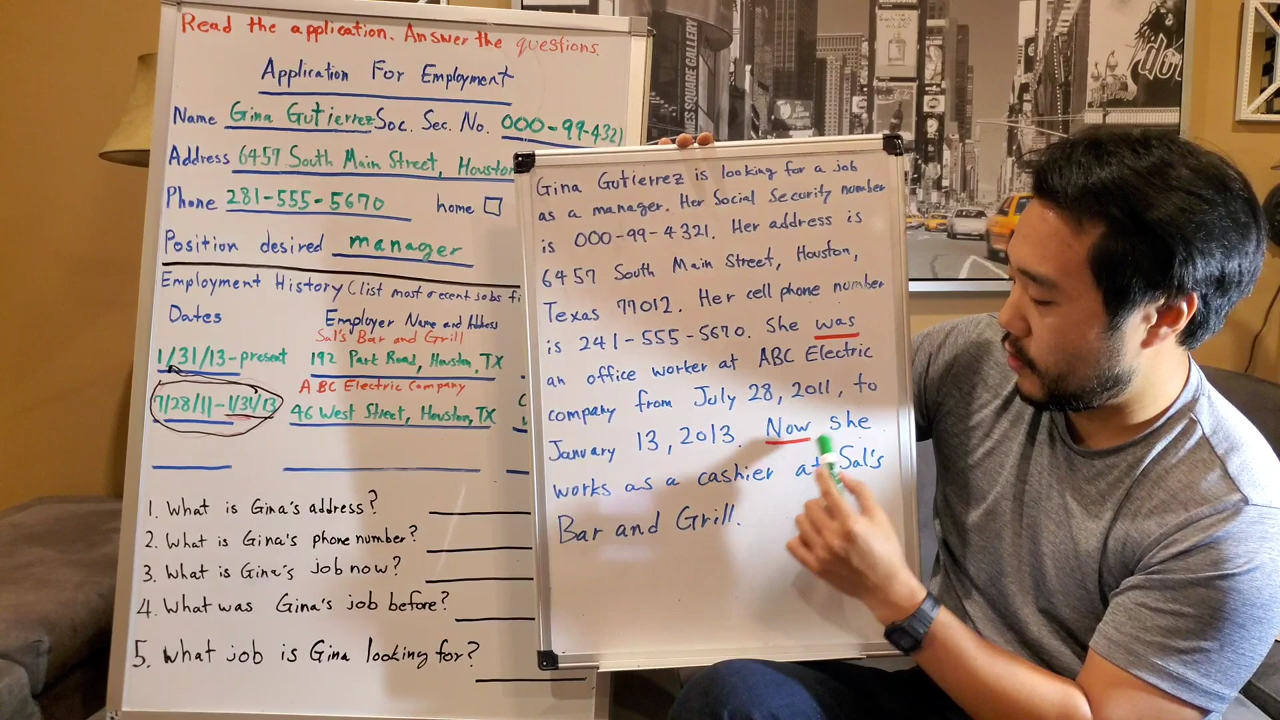 Read the application. Answer the questions.
Application For Employment
Name Gina Gutierrez Soc. Sec. No. 000-99-4321
Address 6457 South Main Street, Houston
Phone 281-555-5670 home
Position desired manager
Employment History (list most recent jobs fi
Dates Employer Name and Address
Sal's Bar and Grill
1/31/13-present 192 Park Road, Houston, TX
ABC Electric Company
7/28/11-1/31/13 46 West Street, Houston, TX C
1. What is Gina's address?
2. What is Gina's phone number?
3. What is Gina's job now?
4. What was Gina's job before?
5. What job is Gina looking for?
Gina Gutierrez is looking for a job
as a manager. Her Social Security number
is 000-99-4321. Her address is
6457 South Main Street, Houston,
Texas 77012. Her cell phone number
is 241-555-5670. She was
an office worker at ABC Electric
company from July 28, 2011, to
January 13, 2013. Now she
works as a cashier at Sal's
Bar and Grill.
SQUARE GALLERY